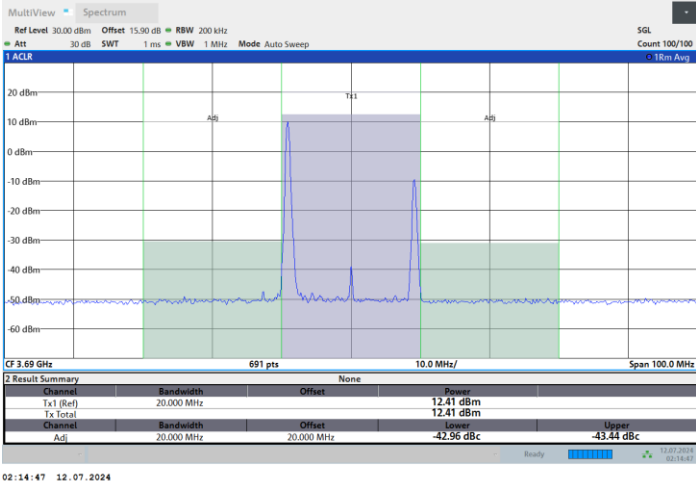 MultiView Spectrum
Ref Level 30.00 dBm Offset 15.90 dB RBW 200 kHz SGL
Att 30 dB SWT 1 ms VBW 1 MHz Mode Auto Sweep Count 100/100
1 ACLR 1Rm Avg
20 dBm
Tx1
10 dBm
Adj Adj
0 dBm
-10 dBm
-20 dBm
-30 dBm
-40 dBm
-50 dBm
-60 dBm
CF 3.69 GHz 691 pts 10.0 MHz/ Span 100.0 MHz
2 Result Summary None
Channel Bandwidth Offset Power
Tx1 (Ref) 20.000 MHz 12.41 dBm
Tx Total 12.41 dBm
Channel Bandwidth Offset Lower Upper
Adj 20.000 MHz 20.000 MHz -42.96 dBc -43.44 dBc
Ready 12.07.2024
02:14:47
02:14:47 12.07.2024